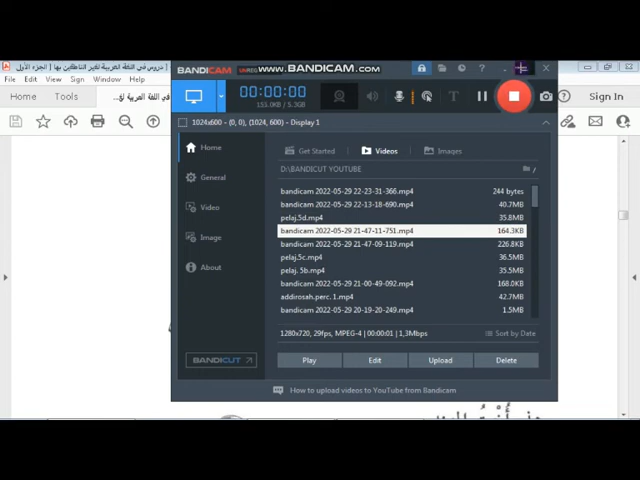 دروس في اللغة العربية لغير الناطقين بها | الجزء الأول
BANDICAM UNREGISTERED WWW.BANDICAM.COM
File Edit View Sign Window Help
Home
Sign In
00:00:00
155.0KB / 5.3GB
1024x600 - (0, 0), (1024, 600) - Display 1
Home
General
Video
Image
About
BANDICUT
Get Started
Videos
Images
D:\BANDICUT YOUTUBE
bandicam 2022-05-29 22-23-31-366.mp4 244 bytes
bandicam 2022-05-29 22-13-18-690.mp4 40.7MB
pelaj.5d.mp4 35.8MB
bandicam 2022-05-29 21-47-11-751.mp4 164.3KB
bandicam 2022-05-29 21-47-09-119.mp4 226.8KB
pelaj.5c.mp4 36.5MB
pelaj. 5b.mp4 35.5MB
bandicam 2022-05-29 21-00-49-092.mp4 168.0KB
addirosah.perc. 1.mp4 42.7MB
bandicam 2022-05-29 20-19-20-249.mp4 1.5MB
1280x720, 29fps, MPEG-4 | 00:00:01 | 1,3Mbps
Sort by Date
Play
Edit
Upload
Delete
How to upload videos to YouTube from Bandicam